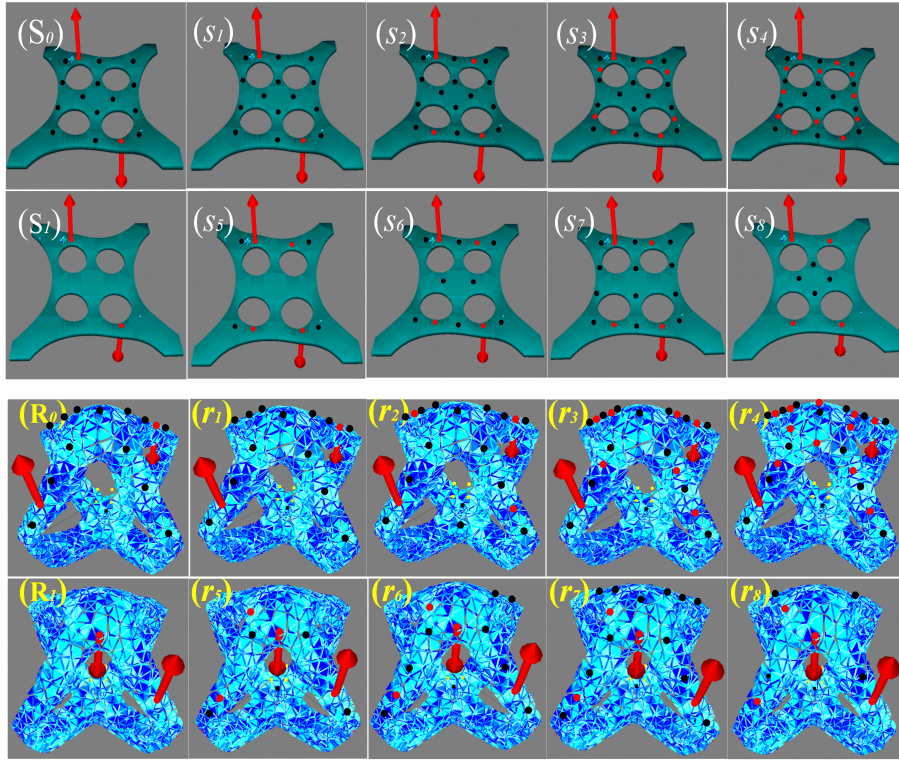 (S0) (s1) (s2) (s3) (s4)
(S1) (s5) (s6) (s7) (s8)
(R0) (r1) (r2) (r3) (r4)
(R1) (r5) (r6) (r7) (r8)